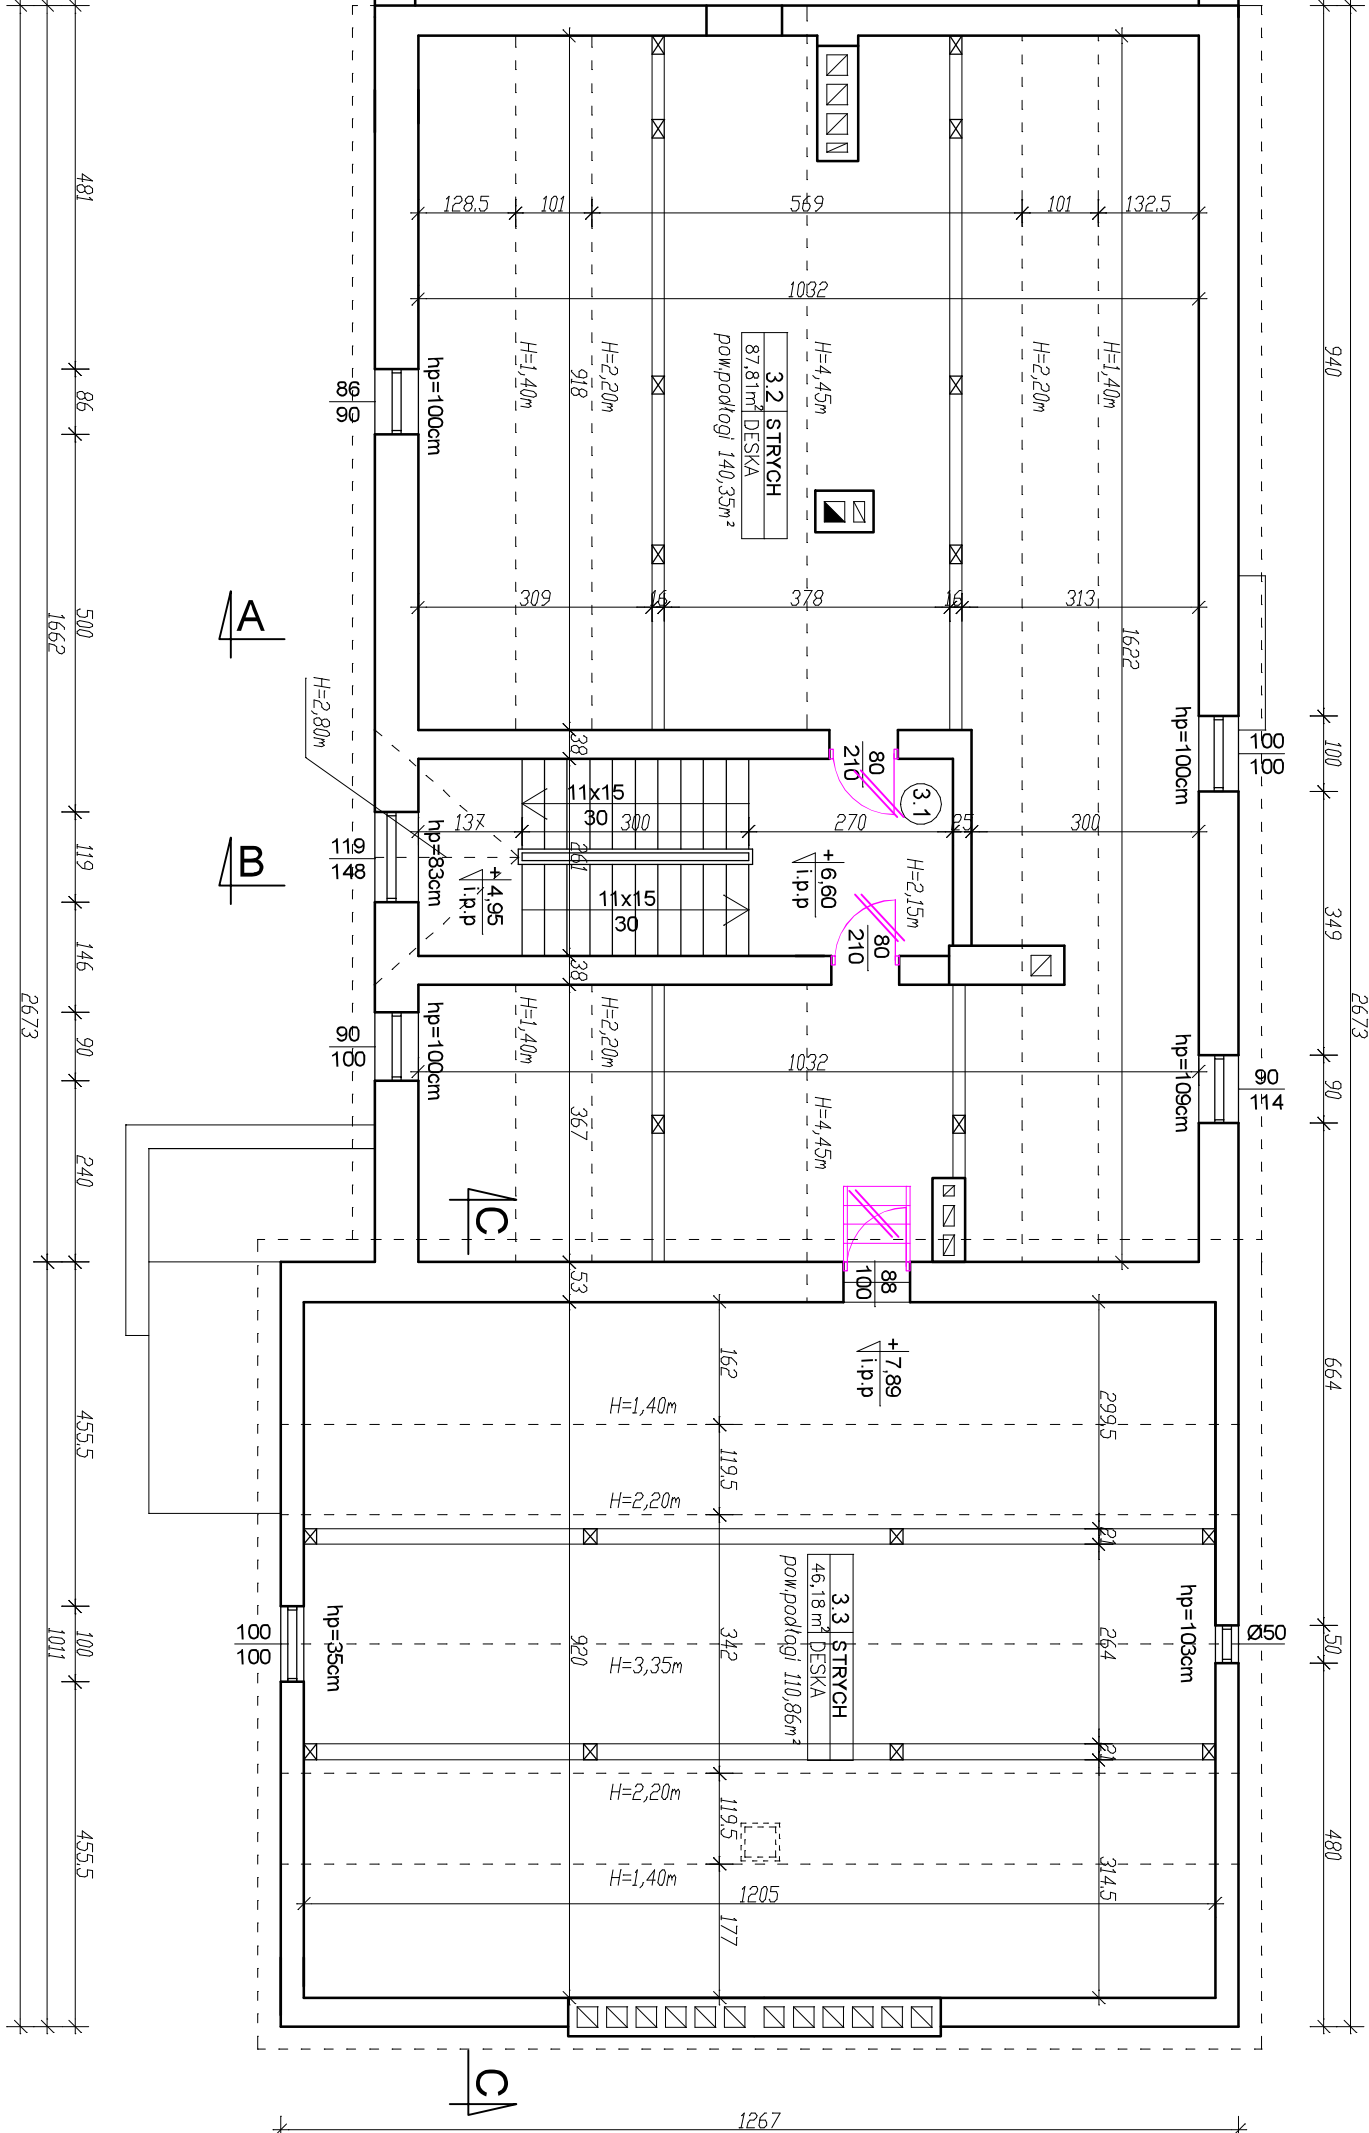 481
940
128.5
101
569
101
132.5
1032
H=1,40m
H=2,20m
918
H=4,45m
H=2,20m
H=1,40m
3.2 STRYCH
87,81m² DESKA
pow.podłogi 140,35m²
hp=100cm
86
90
86
309
16
378
16
313
500
1662
1622
A
H=2,80m
38
80
210
3.1
hp=100cm
100
100
100
11x15
30
137
300
270
25
300
119
148
119
B
hp=83cm
261
+4,95
i.p.p
+6,60
i.p.p
H=2,15m
11x15
30
80
210
349
146
38
2673
2673
90
100
90
hp=100cm
H=1,40m
H=2,20m
1032
hp=109cm
90
114
90
367
H=4,45m
240
C
53
88
100
+7,89
i.p.p
162
299,5
664
H=1,40m
455,5
119,5
H=2,20m
21
3.3 STRYCH
46,18m² DESKA
pow.podłogi 110,86m²
hp=35cm
hp=103cm
100
100
100
1011
Ø50
50
920
342
264
H=3,35m
21
H=2,20m
119,5
455,5
480
H=1,40m
314,5
1205
177
C
1267